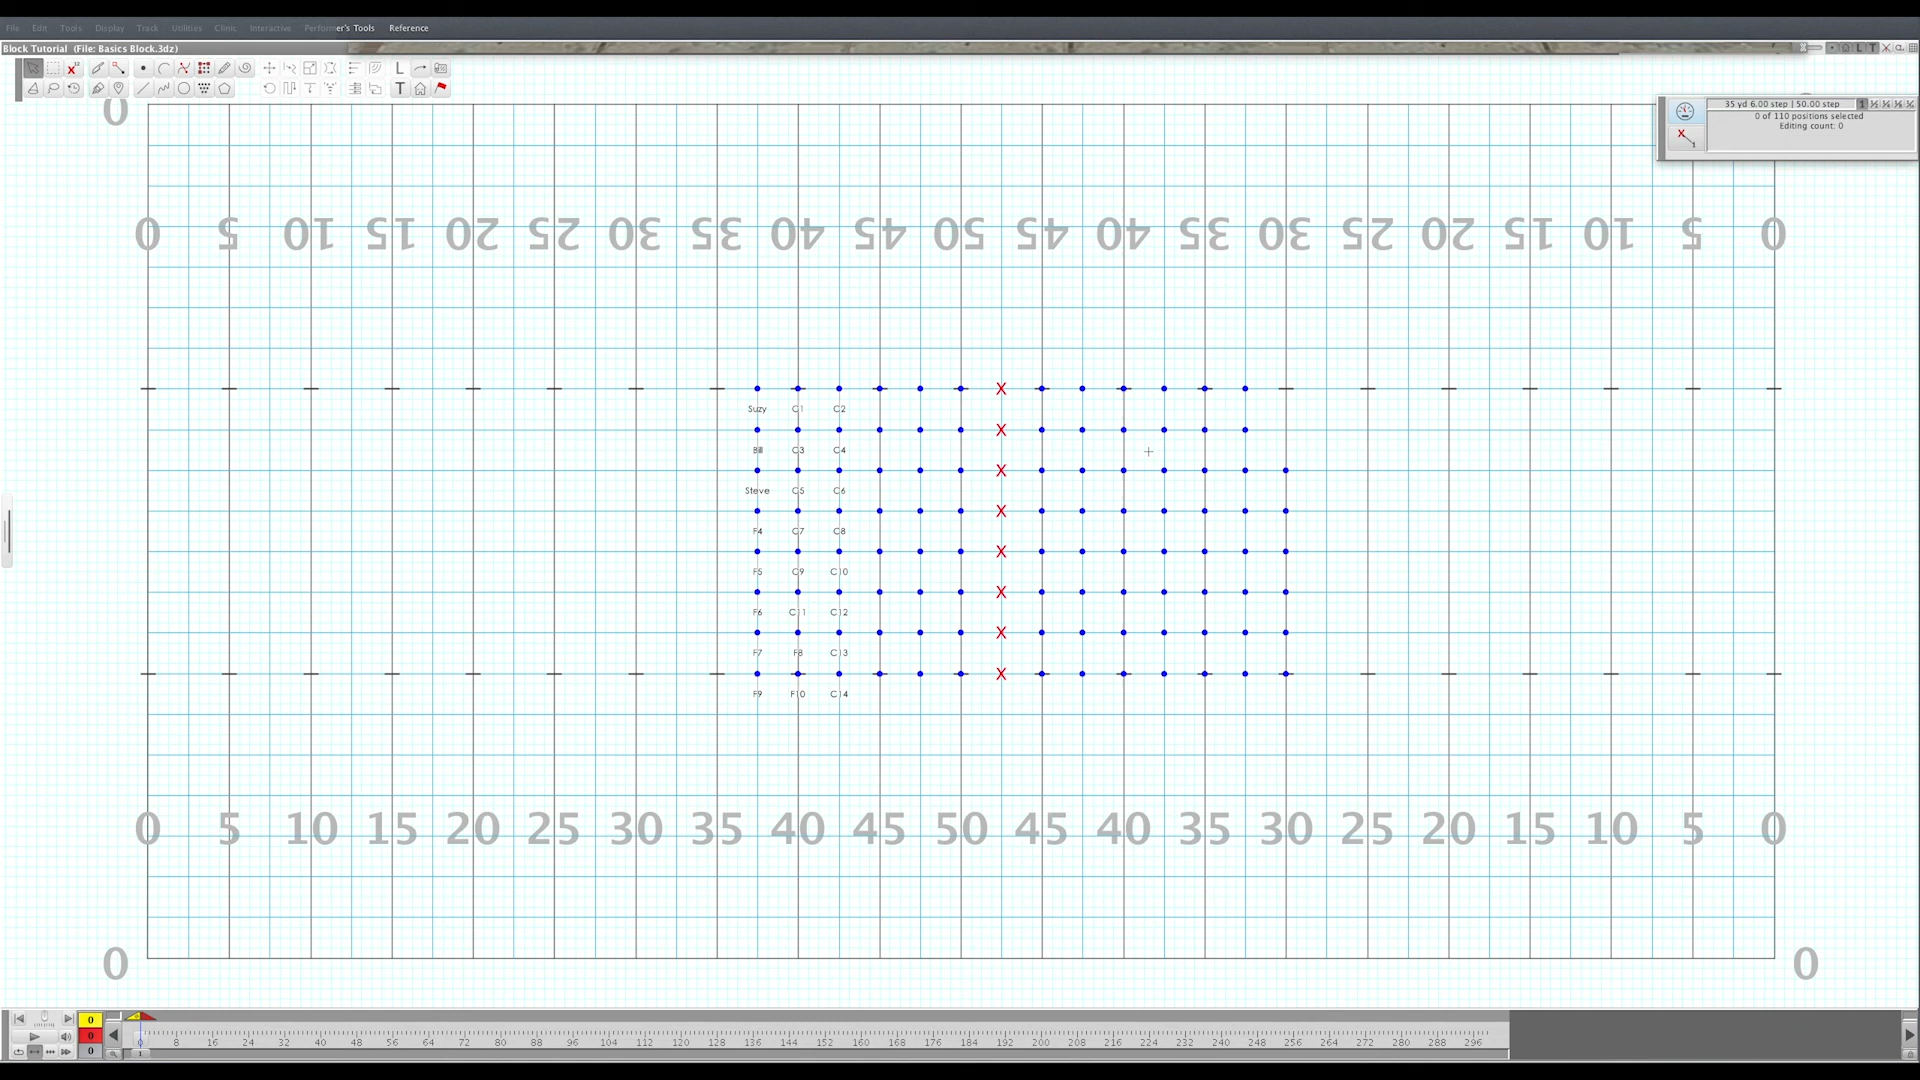 File Edit Tools Display Track Utilities Clinic Interactive Performer's Tools Reference
Block Tutorial (File: Basics Block.3dz)
35 yd 6.00 step | 50.00 step 1
0 of 110 positions selected
Editing count: 0
0
0 5 10 15 20 25 30 35 40 45 50 45 40 35 30 25 20 15 10 5 0
X X X X X X X X
Suzy C1 C2
Bill C3 C4
Steve C5 C6
F4 C7 C8
F5 C9 C10
F6 C11 C12
F7 F8 C13
F9 F10 C14
0 5 10 15 20 25 30 35 40 45 50 45 40 35 30 25 20 15 10 5 0
0 0
0
0
0
0 8 16 24 32 40 48 56 64 72 80 88 96 104 112 120 128 136 144 152 160 168 176 184 192 200 208 216 224 232 240 248 256 264 272 280 288 296
1